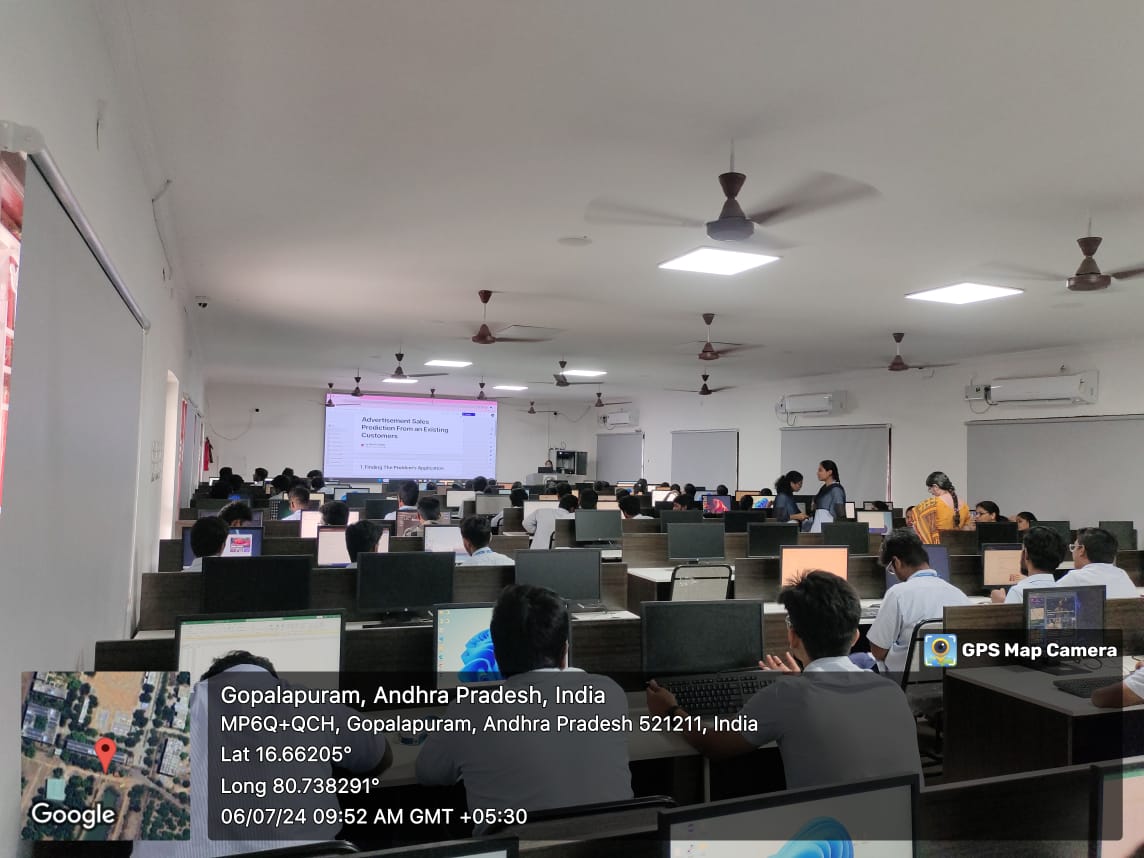 Advertisement Sales
Prediction From an Existing
Customers
1. Finding The Problem's Application
GPS Map Camera
Gopalapuram, Andhra Pradesh, India
MP6Q+QCH, Gopalapuram, Andhra Pradesh 521211, India
Lat 16.66205°
Long 80.738291°
06/07/24 09:52 AM GMT +05:30
Google